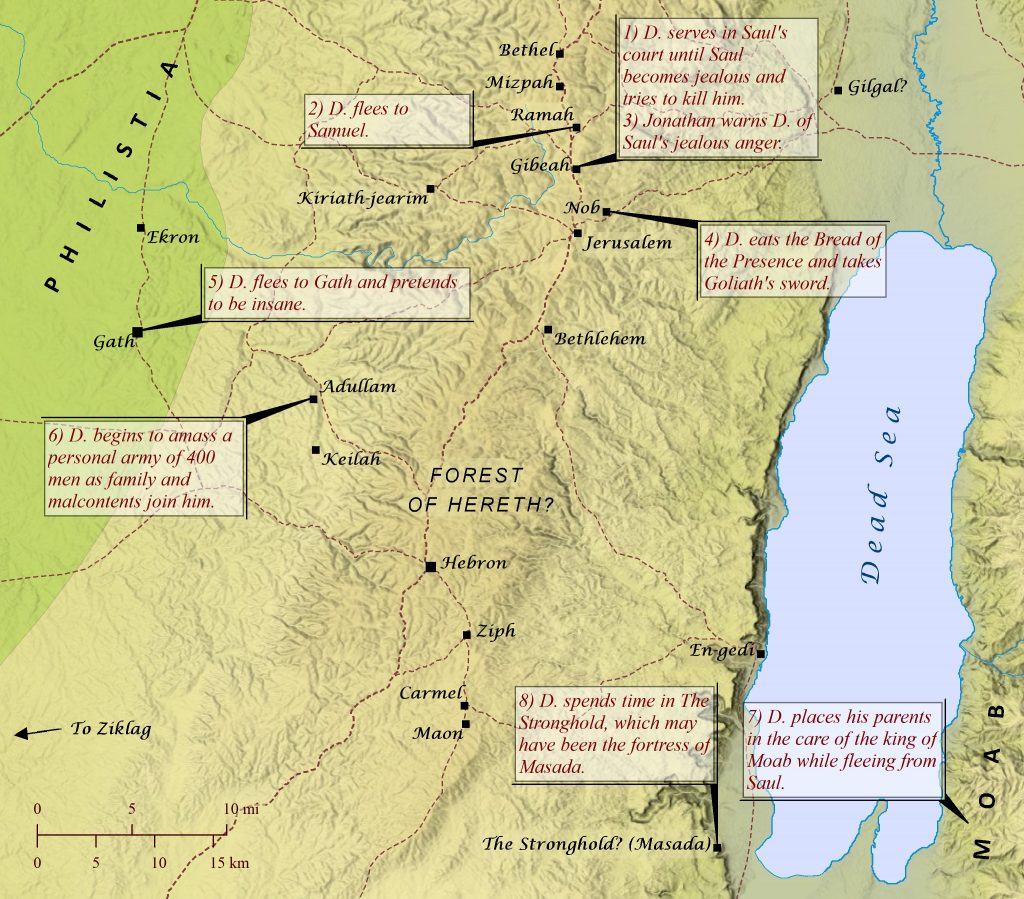 Bethel
Mizpah
Ramah
Gibeah
Gilgal?
1) D. serves in Saul's
court until Saul
becomes jealous and
tries to kill him.
3) Jonathan warns D. of
Saul's jealous anger.
2) D. flees to
Samuel.
PHILISTIA
Kiriath-jearim
Nob
Jerusalem
Ekron
4) D. eats the Bread of
the Presence and takes
Goliath's sword.
5) D. flees to Gath and pretends
to be insane.
Gath
Bethlehem
Adullam
6) D. begins to amass a
personal army of 400
men as family and
malcontents join him.
Keilah
FOREST
OF HERETH?
Dead Sea
Hebron
Ziph
En-gedi
Carmel
Maon
8) D. spends time in The
Stronghold, which may
have been the fortress of
Masada.
7) D. places his parents
in the care of the king of
Moab while fleeing from
Saul.
MOAB
To Ziklag
0 5 10 mi
0 5 10 15 km
The Stronghold? (Masada)